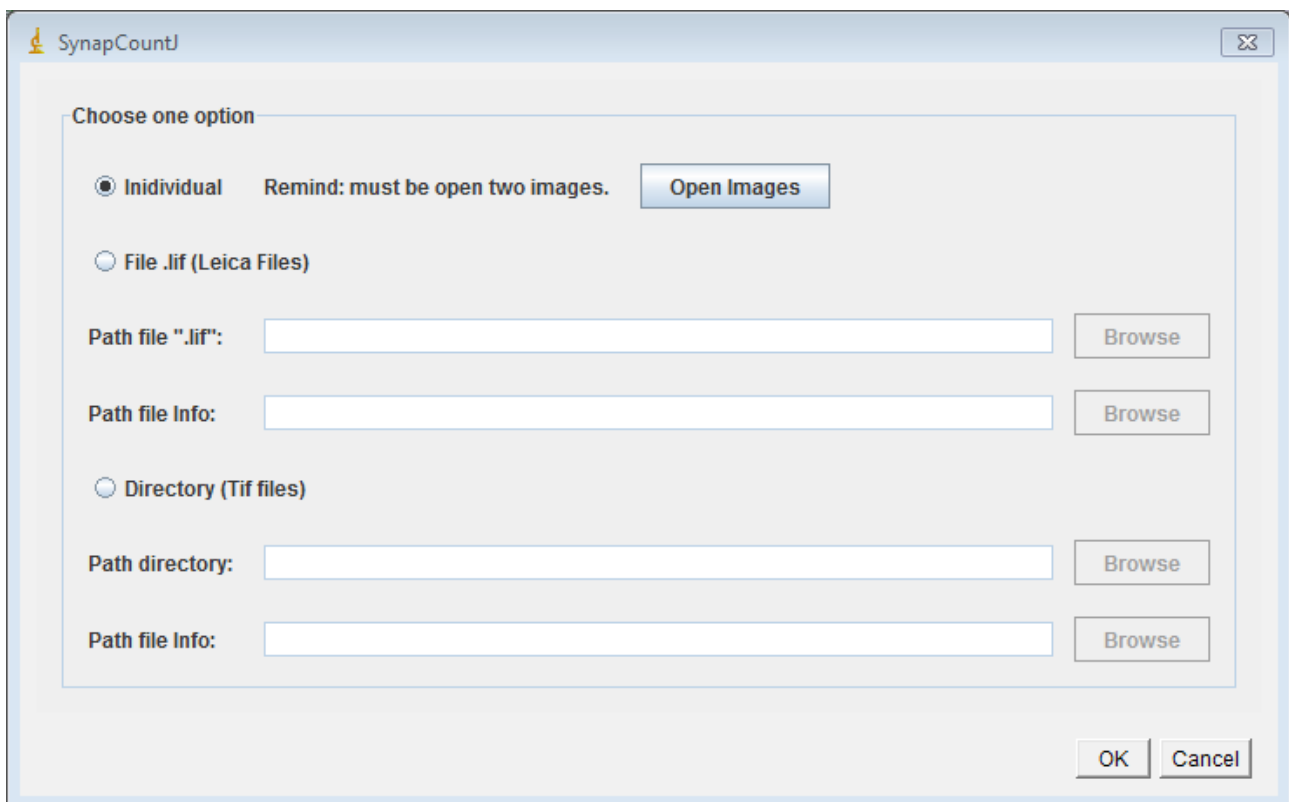 SynapCountJ
Choose one option
Inidividual Remind: must be open two images. Open Images
File .lif (Leica Files)
Path file ".lif": Browse
Path file Info: Browse
Directory (Tif files)
Path directory: Browse
Path file Info: Browse
OK Cancel